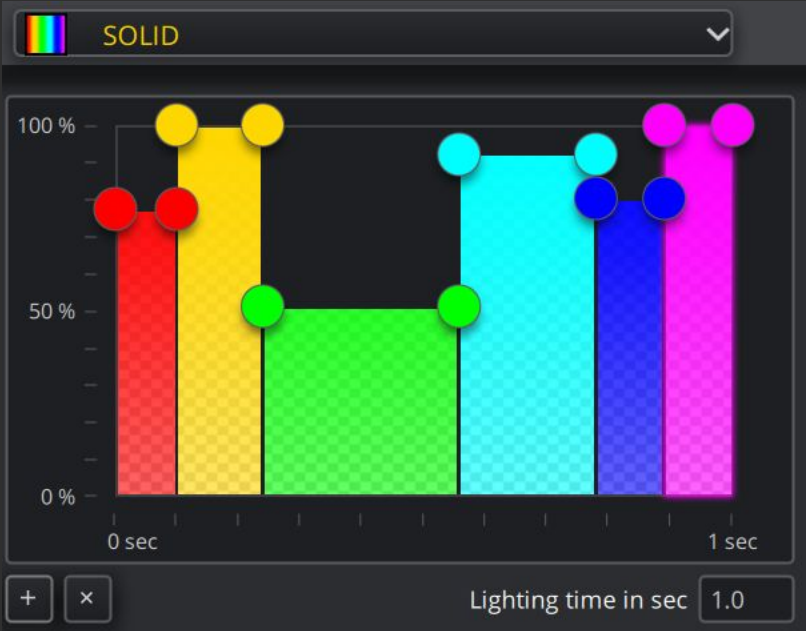 SOLID
100 %
50 %
0 %
0 sec 1 sec
+ × Lighting time in sec 1.0